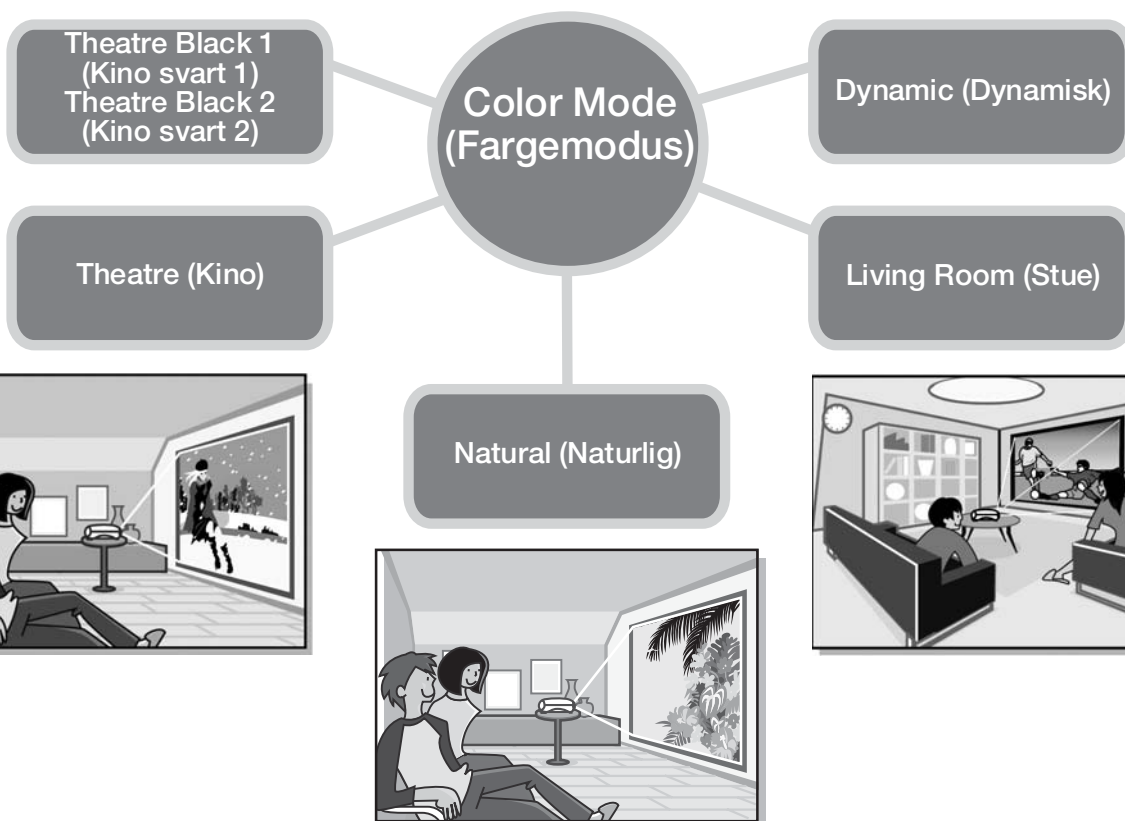 Theatre Black 1
(Kino svart 1)
Theatre Black 2
(Kino svart 2)
Color Mode
(Fargemodus)
Dynamic (Dynamisk)
Theatre (Kino)
Living Room (Stue)
Natural (Naturlig)